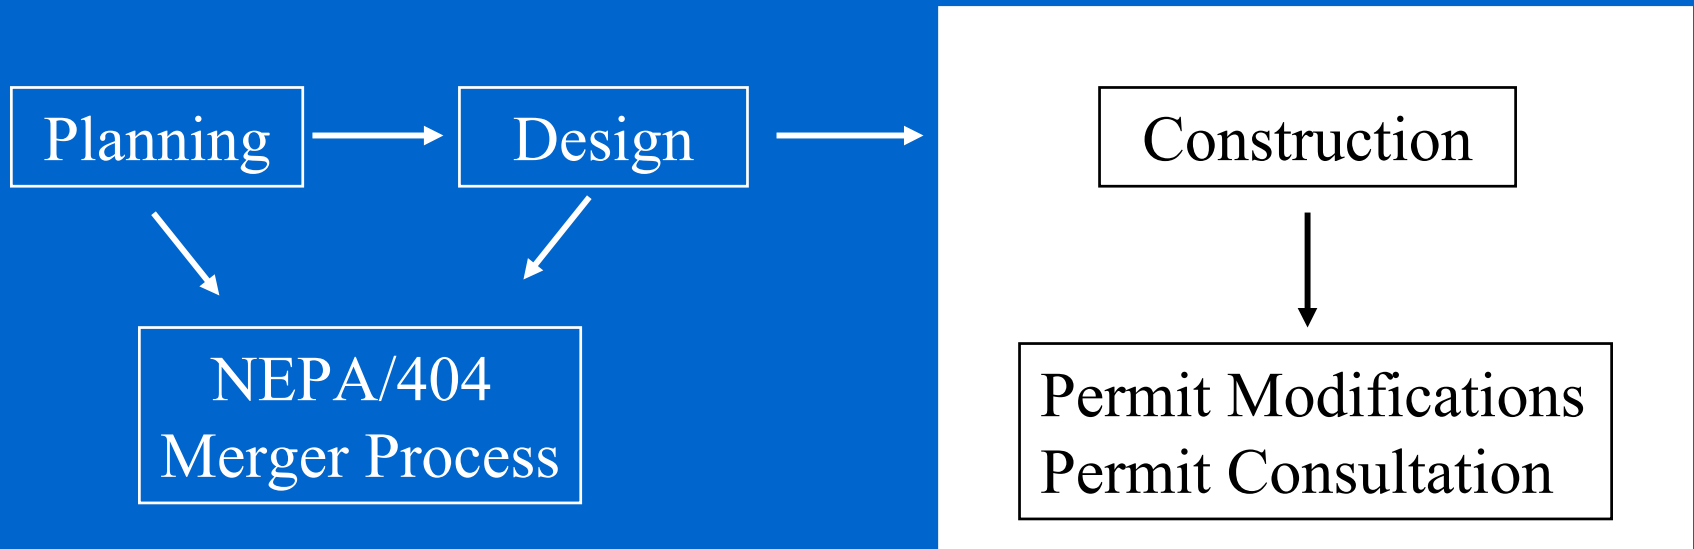 Planning
Design
Construction
NEPA/404
Merger Process
Permit Modifications
Permit Consultation